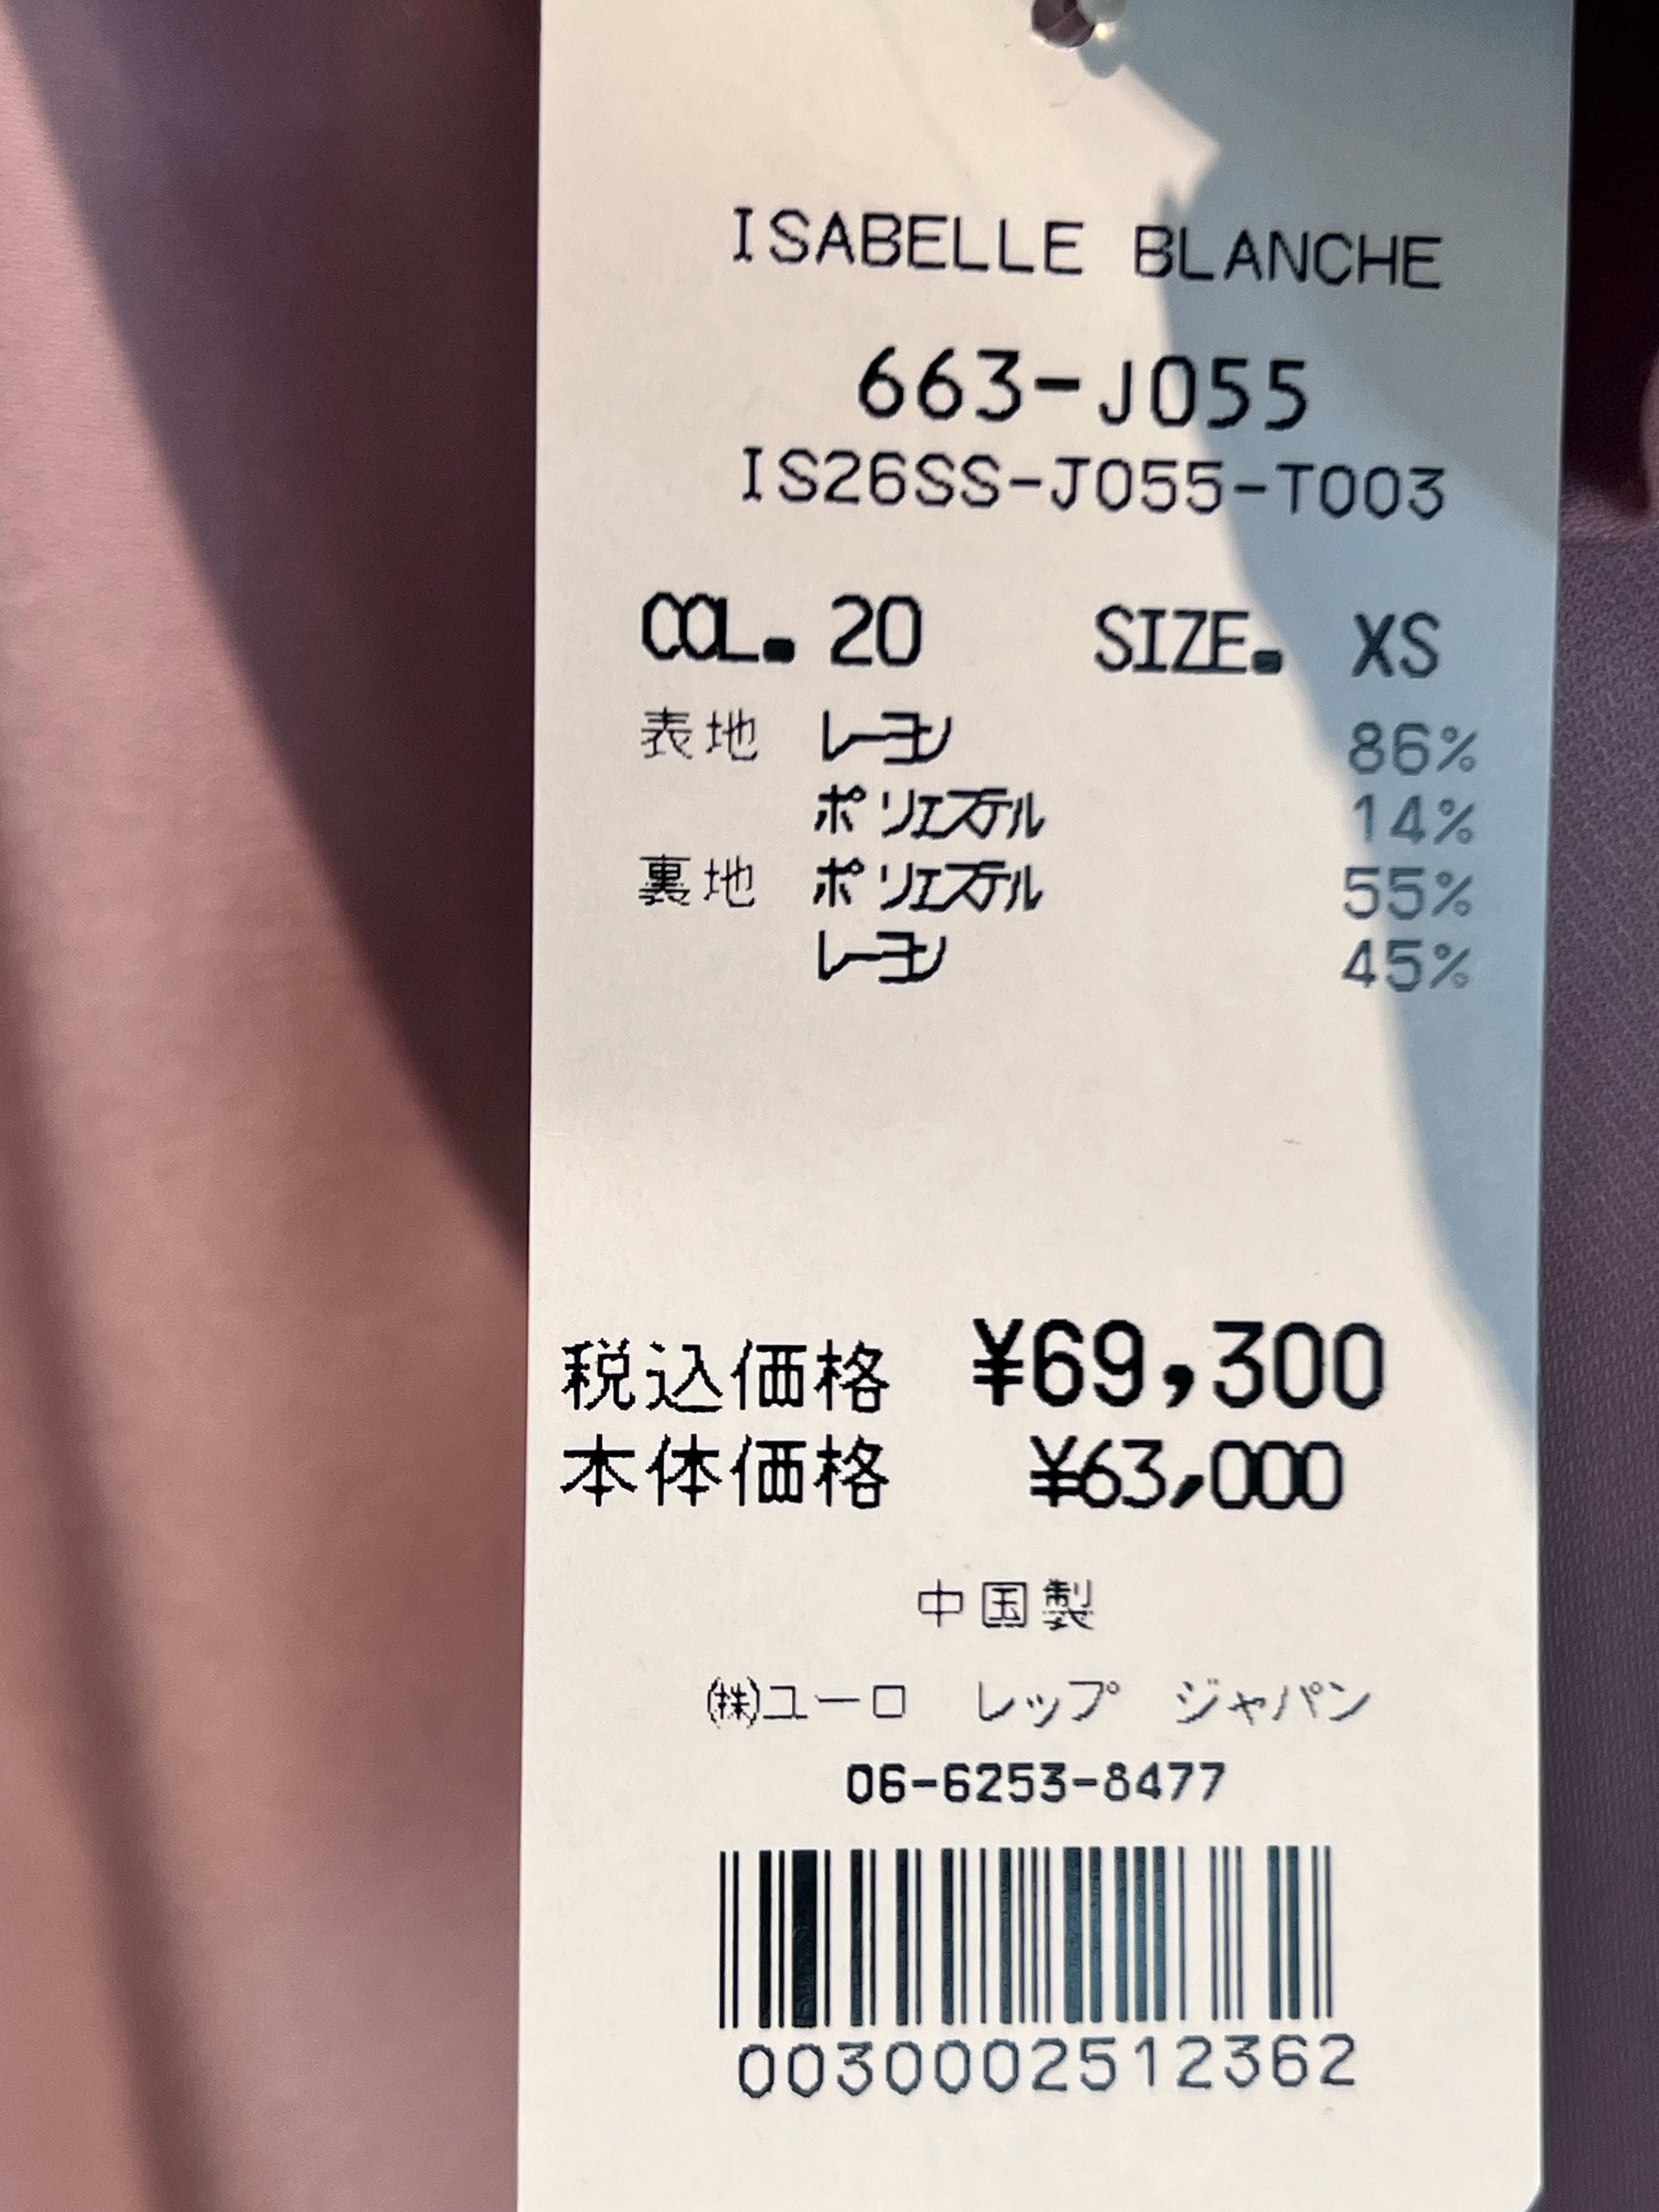 ISABELLE BLANCHE
663-J055
IS26SS-J055-T003
COL. 20 SIZE. XS
表地 レーヨン 86%
ポリエステル 14%
裏地 ポリエステル 55%
レーヨン 45%
税込価格 ¥69,300
本体価格 ¥63,000
中国製
㈱ユーロ レップ ジャパン
06-6253-8477
0030002512362